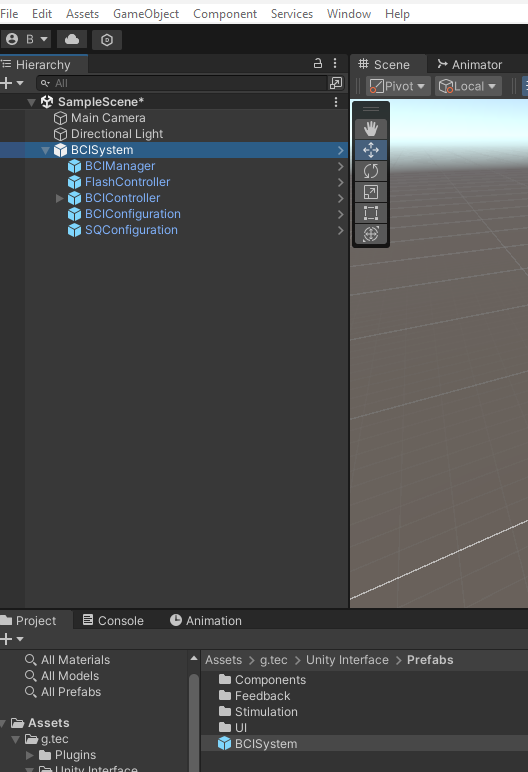 File Edit Assets GameObject Component Services Window Help
B
Hierarchy
Scene Animator
All
Pivot Local
SampleScene*
Main Camera
Directional Light
BCISystem
BCIManager
FlashController
BCIController
BCIConfiguration
SQConfiguration
Project Console Animation
All Materials
All Models
All Prefabs
Assets
g.tec
Plugins
Unity Interface
Assets > g.tec > Unity Interface > Prefabs
Components
Feedback
Stimulation
UI
BCISystem